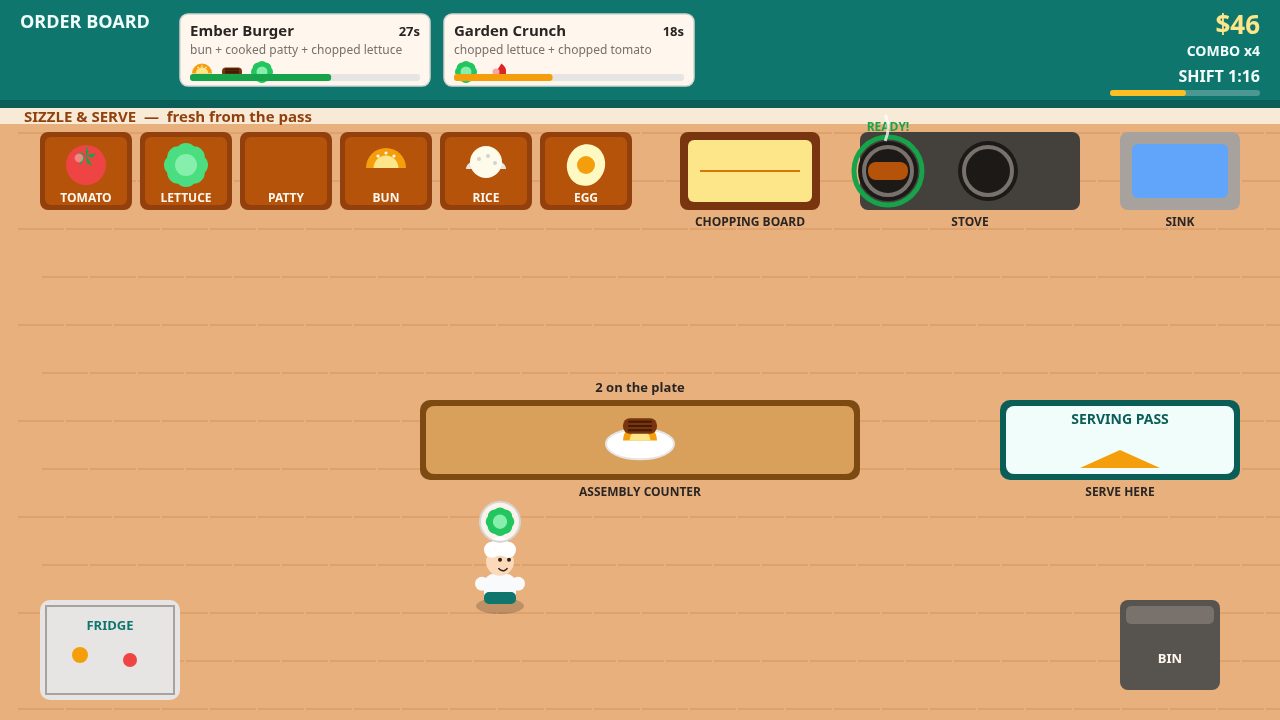 ORDER BOARD
Ember Burger 27s
bun + cooked patty + chopped lettuce
Garden Crunch 18s
chopped lettuce + chopped tomato
$46
COMBO x4
SHIFT 1:16
SIZZLE & SERVE — fresh from the pass
READY!
TOMATO
LETTUCE
PATTY
BUN
RICE
EGG
CHOPPING BOARD
STOVE
SINK
2 on the plate
SERVING PASS
ASSEMBLY COUNTER
SERVE HERE
FRIDGE
BIN